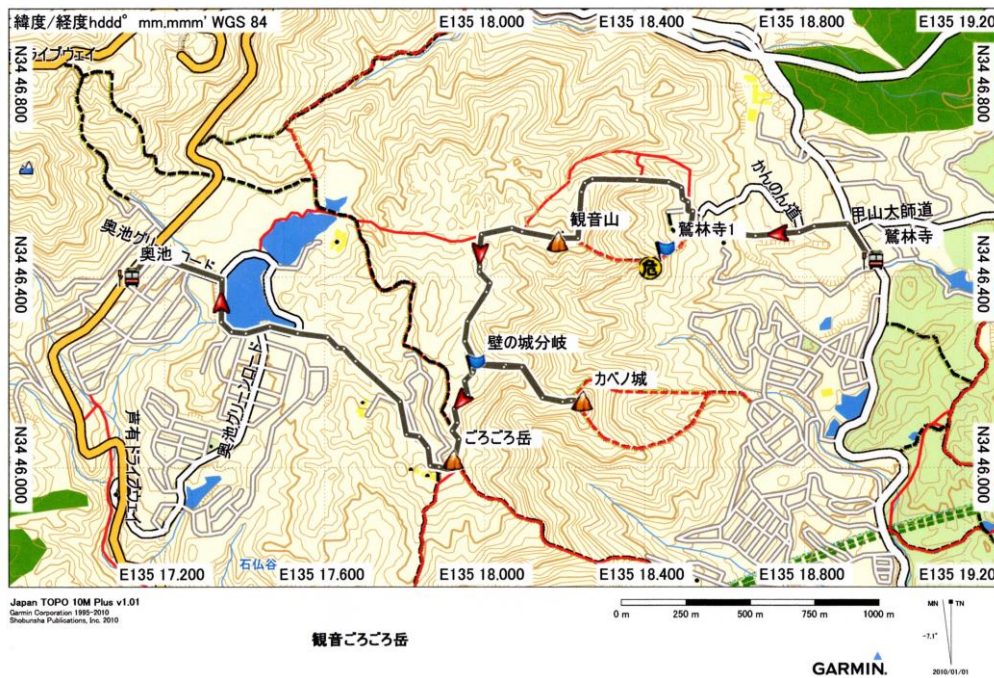 緯度/経度hddd° mm.mmm' WGS 84
E135 18.000
E135 18.400
E135 18.800
E135 19.20
N34 46.800
N34 46.800
かんのん道
甲山大師道
観音山
鷲林寺1
鷲林寺
危
奥池
N34 46.400
N34 46.400
壁の城分岐
カベノ城
奥池グリーンロード
芦有ドライブウェイ
ごろごろ岳
N34 46.000
N34 46.000
石仏谷
E135 17.200
E135 17.600
E135 18.000
E135 18.400
E135 18.800
E135 19.20
Japan TOPO 10M Plus v1.01
Garmin Corporation 1995-2010
Shobunsha Publications, Inc. 2010
0 m
250 m
500 m
750 m
1000 m
観音ごろごろ岳
MN
TN
-7.1°
GARMIN.
2010/01/01